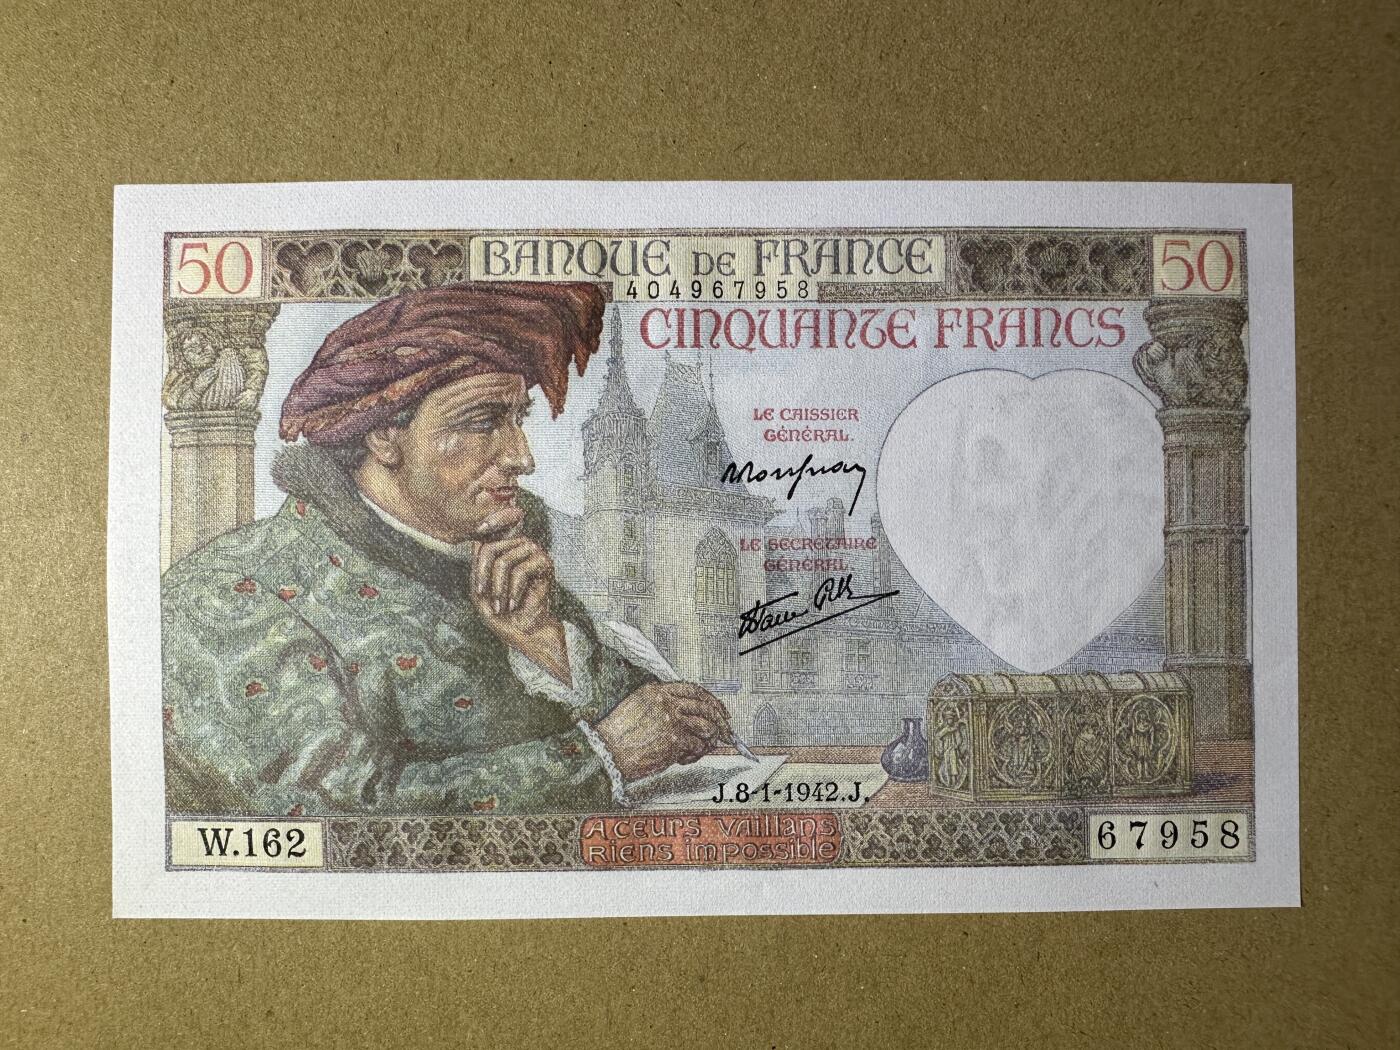 50 BANQUE DE FRANCE 50
404967958
CINQUANTE FRANCS
LE CAISSIER
GÉNÉRAL.
LE SECRÉTAIRE
GÉNÉRAL.
J.8-1-1942.J.
W.162 A CŒURS VAILLANS 67958
RIENS IMPOSSIBLE